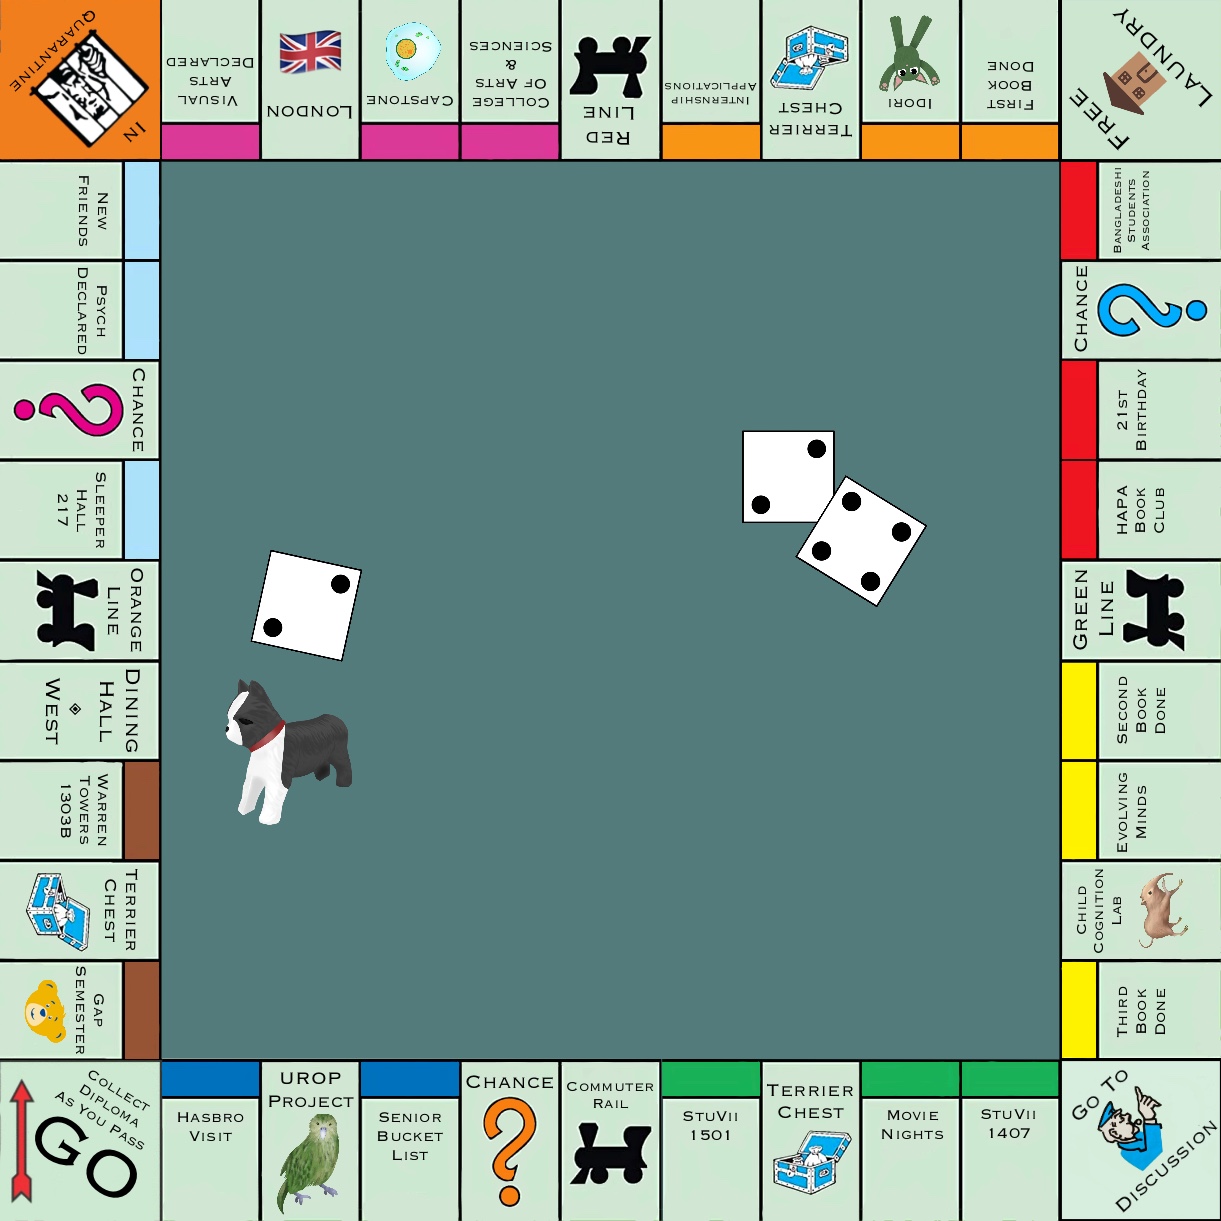 IN
QUARANTINE
VISUAL
ARTS
DECLARED
LONDON
CAPSTONE
COLLEGE
OF ARTS
&
SCIENCES
RED
LINE
INTERNSHIP
APPLICATIONS
TERRIER
CHEST
IDORI
FIRST
BOOK
DONE
FREE
LAUNDRY
BANGLADESHI
STUDENTS
ASSOCIATION
CHANCE
?
21ST
BIRTHDAY
HAPA
BOOK
CLUB
GREEN
LINE
SECOND
BOOK
DONE
EVOLVING
MINDS
CHILD
COGNITION
LAB
THIRD
BOOK
DONE
GO TO
DISCUSSION
STUVII
1407
MOVIE
NIGHTS
TERRIER
CHEST
STUVII
1501
COMMUTER
RAIL
CHANCE
?
SENIOR
BUCKET
LIST
UROP
PROJECT
HASBRO
VISIT
COLLECT
DIPLOMA
AS YOU PASS
GO
GAP
SEMESTER
TERRIER
CHEST
WARREN
TOWERS
1303B
DINING
HALL
WEST
ORANGE
LINE
SLEEPER
HALL
217
CHANCE
?
PSYCH
DECLARED
NEW
FRIENDS